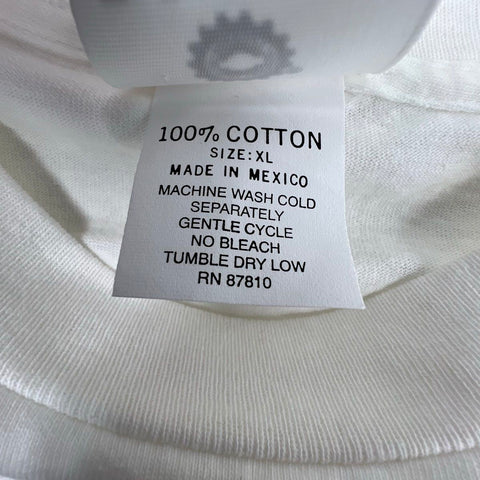 100% COTTON
SIZE: XL
MADE IN MEXICO
MACHINE WASH COLD
SEPARATELY
GENTLE CYCLE
NO BLEACH
TUMBLE DRY LOW
RN 87810